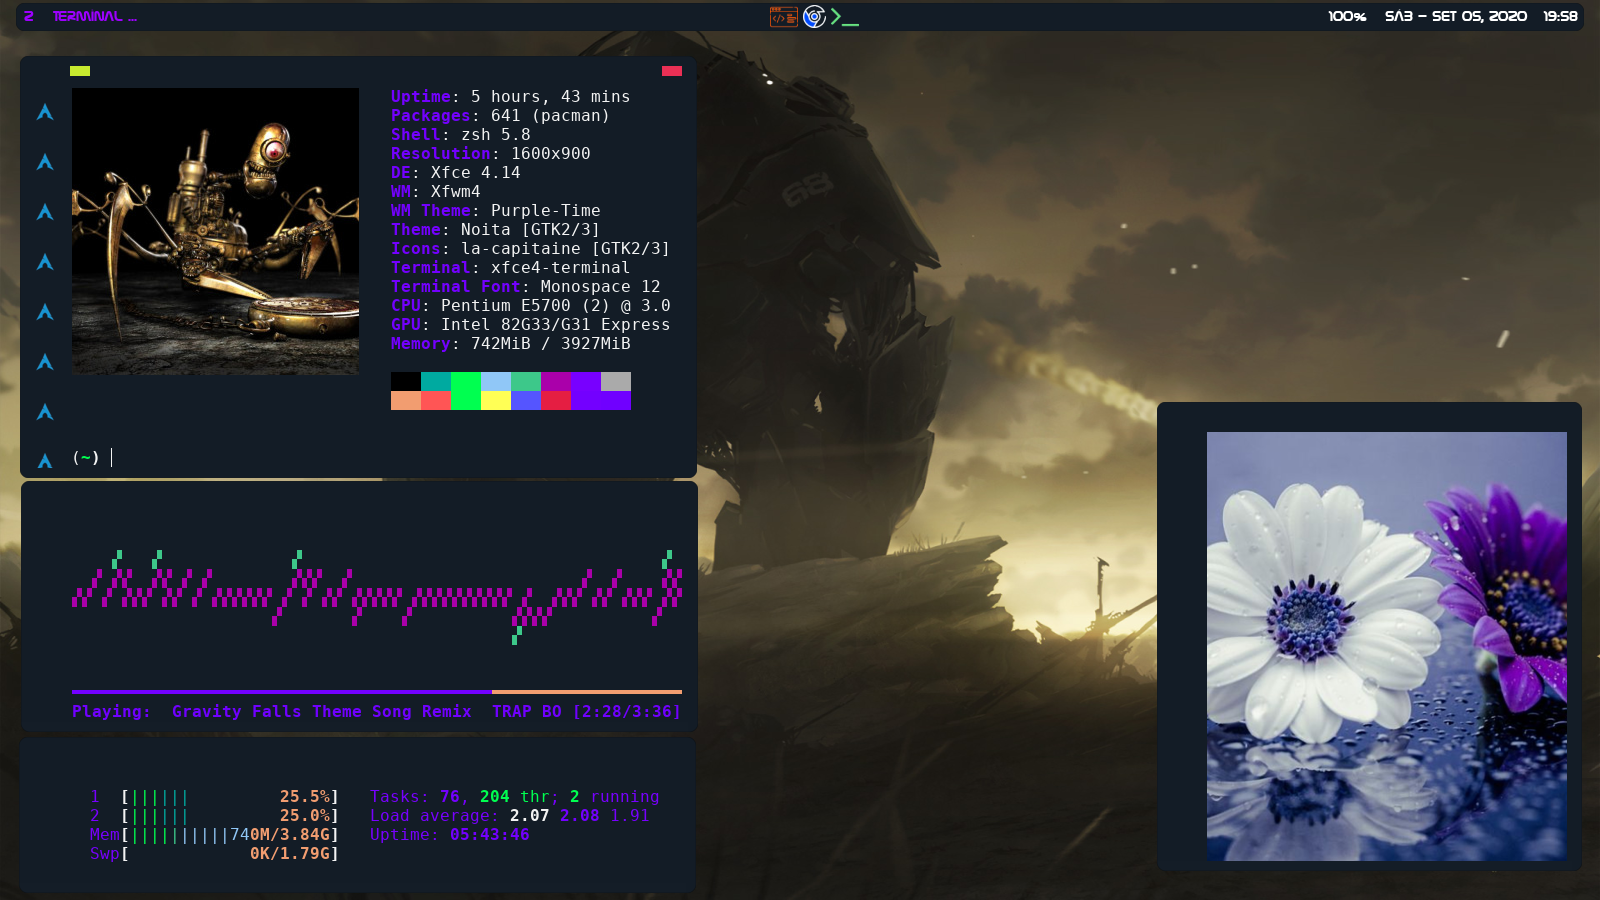 2 TERMINAL ...
100% SÁB - SET 05, 2020 19:58
Uptime: 5 hours, 43 mins
Packages: 641 (pacman)
Shell: zsh 5.8
Resolution: 1600x900
DE: Xfce 4.14
WM: Xfwm4
WM Theme: Purple-Time
Theme: Noita [GTK2/3]
Icons: la-capitaine [GTK2/3]
Terminal: xfce4-terminal
Terminal Font: Monospace 12
CPU: Pentium E5700 (2) @ 3.0
GPU: Intel 82G33/G31 Express
Memory: 742MiB / 3927MiB
(~)
68
Playing: Gravity Falls Theme Song Remix TRAP BO [2:28/3:36]
1 [|||||| 25.5%] Tasks: 76, 204 thr; 2 running
2 [|||||| 25.0%] Load average: 2.07 2.08 1.91
Mem[||||||||||740M/3.84G] Uptime: 05:43:46
Swp[ 0K/1.79G]